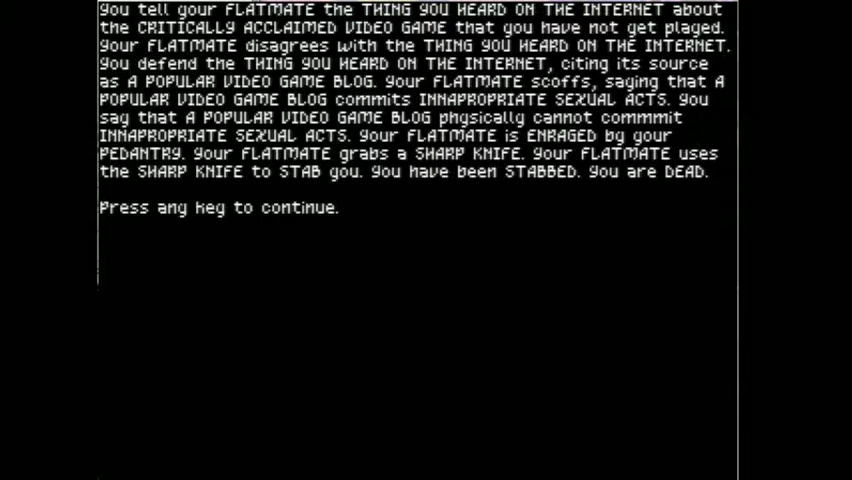 You tell your FLATMATE the THING YOU HEARD ON THE INTERNET about
the CRITICALLY ACCLAIMED VIDEO GAME that you have not yet played.
Your FLATMATE disagrees with the THING YOU HEARD ON THE INTERNET.
You defend the THING YOU HEARD ON THE INTERNET, citing its source
as A POPULAR VIDEO GAME BLOG. Your FLATMATE scoffs, saying that A
POPULAR VIDEO GAME BLOG commits INNAPROPRIATE SEXUAL ACTS. You
say that A POPULAR VIDEO GAME BLOG physically cannot commmit
INNAPROPRIATE SEXUAL ACTS. Your FLATMATE is ENRAGED by your
PEDANTRY. Your FLATMATE grabs a SHARP KNIFE. Your FLATMATE uses
the SHARP KNIFE to STAB you. You have been STABBED. You are DEAD.
Press any key to continue.